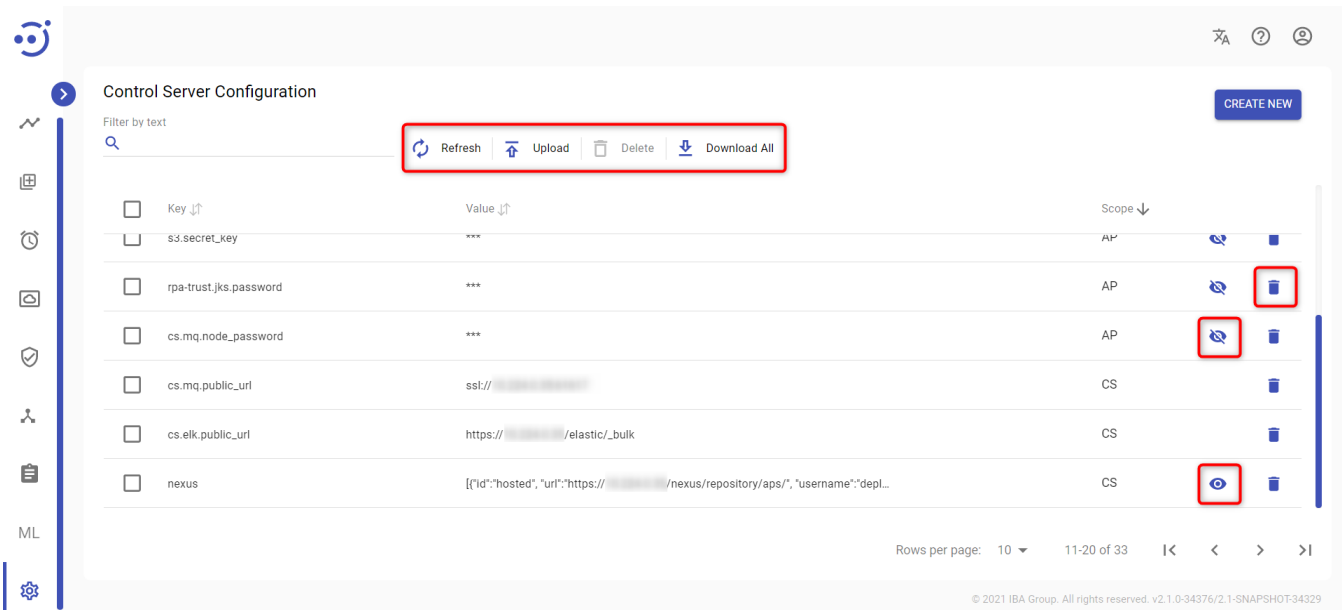 Control Server Configuration
CREATE NEW
Filter by text
Refresh Upload Delete Download All
Key Value Scope
s3.secret_key *** AP
rpa-trust.jks.password *** AP
cs.mq.node_password *** AP
cs.mq.public_url ssl:// CS
cs.elk.public_url https:// /elastic/_bulk CS
nexus [{"id":"hosted", "url":"https:// /nexus/repository/aps/", "username":"depl... CS
ML
Rows per page: 10 11-20 of 33
© 2021 IBA Group. All rights reserved. v2.1.0-34376/2.1-SNAPSHOT-34329